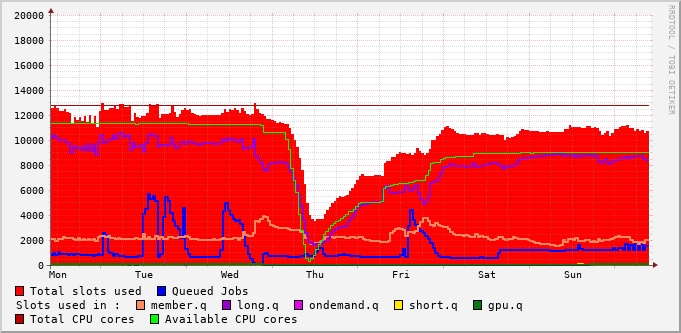 20000
18000
16000
14000
12000
10000
8000
6000
4000
2000
0
Mon Tue Wed Thu Fri Sat Sun
Total slots used Queued Jobs
Slots used in : member.q long.q ondemand.q short.q gpu.q
Total CPU cores Available CPU cores
RRDTOOL / TOBI OETIKER